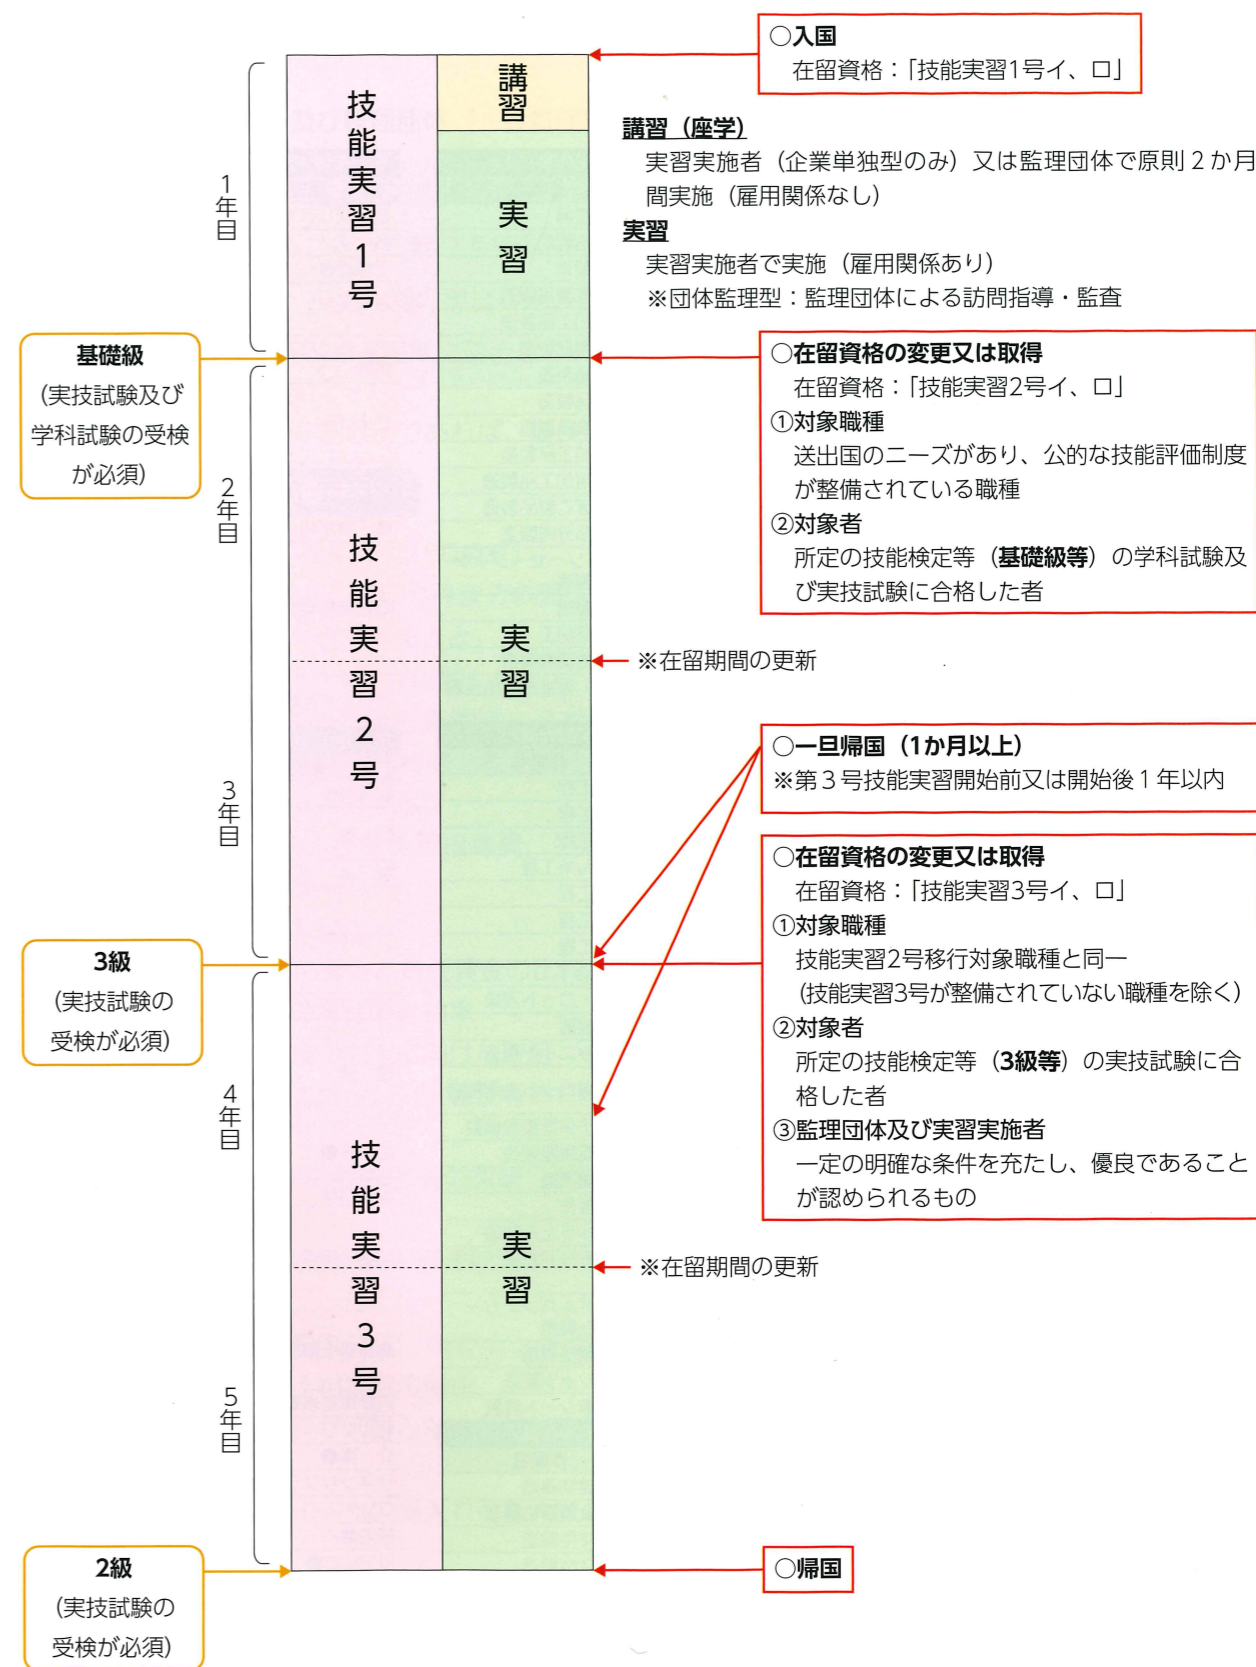 ○入国
在留資格：「技能実習1号イ、ロ」
講習
技能実習1号
講習（座学）
実習実施者（企業単独型のみ）又は監理団体で原則２か月
間実施（雇用関係なし）
1年目
実習
実習
実習実施者で実施（雇用関係あり）
※団体監理型：監理団体による訪問指導・監査
基礎級
（実技試験及び
学科試験の受検
が必須）
○在留資格の変更又は取得
在留資格：「技能実習2号イ、ロ」
①対象職種
送出国のニーズがあり、公的な技能評価制度
が整備されている職種
②対象者
所定の技能検定等（基礎級等）の学科試験及
び実技試験に合格した者
2年目
技能実習2号
実習
※在留期間の更新
3年目
○一旦帰国（1か月以上）
※第３号技能実習開始前又は開始後１年以内
3級
（実技試験の
受検が必須）
○在留資格の変更又は取得
在留資格：「技能実習3号イ、ロ」
①対象職種
技能実習2号移行対象職種と同一
（技能実習3号が整備されていない職種を除く）
②対象者
所定の技能検定等（3級等）の実技試験に合
格した者
③監理団体及び実習実施者
一定の明確な条件を充たし、優良であること
が認められるもの
4年目
技能実習3号
実習
※在留期間の更新
5年目
2級
（実技試験の
受検が必須）
○帰国